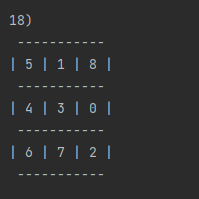 18)
-----------
| 5 | 1 | 8 |
-----------
| 4 | 3 | 0 |
-----------
| 6 | 7 | 2 |
-----------